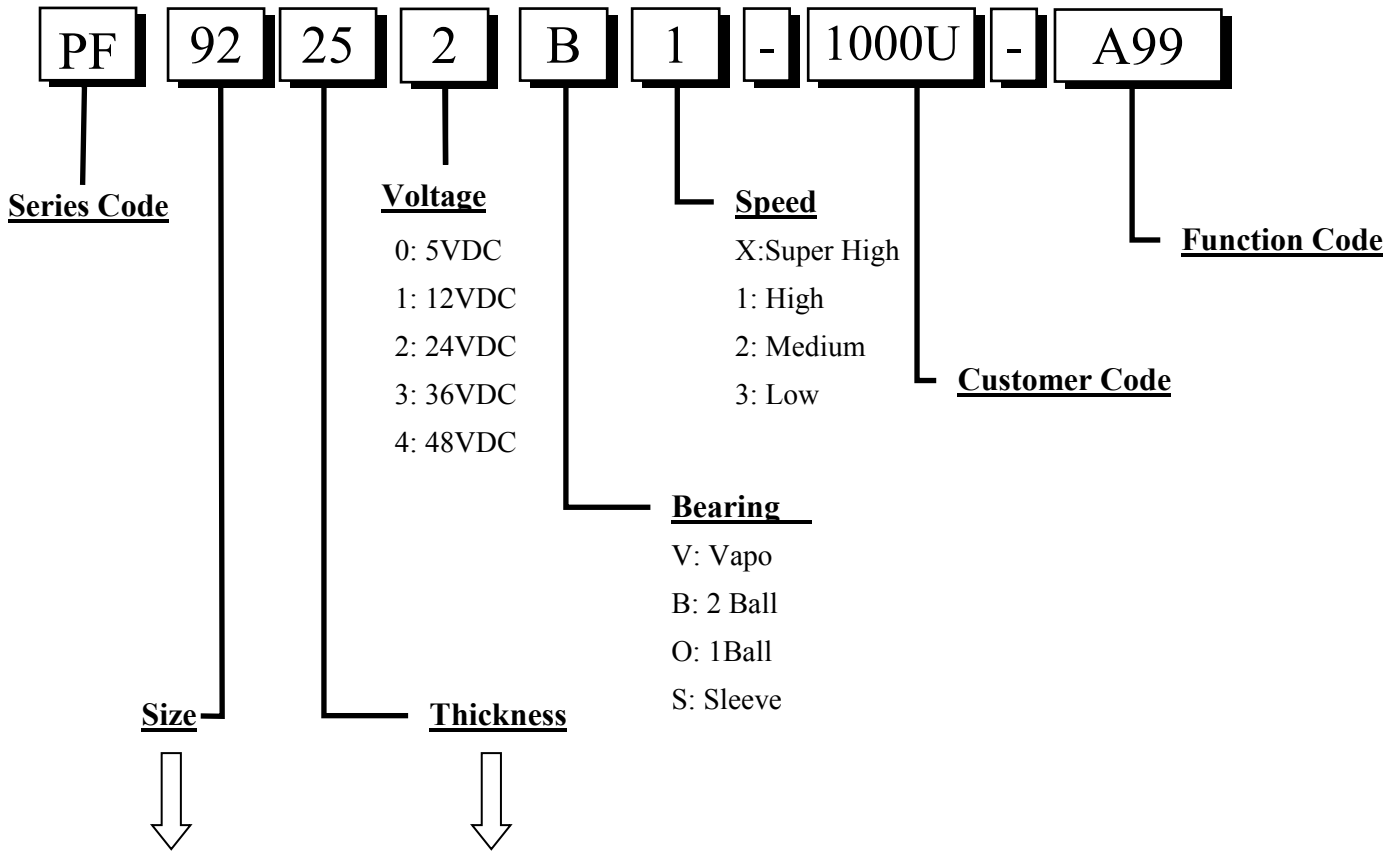 PF 92 25 2 B 1 - 1000U - A99
Series Code
Voltage
0: 5VDC
1: 12VDC
2: 24VDC
3: 36VDC
4: 48VDC
Speed
X:Super High
1: High
2: Medium
3: Low
Function Code
Customer Code
Bearing
V: Vapo
B: 2 Ball
O: 1Ball
S: Sleeve
Size
Thickness